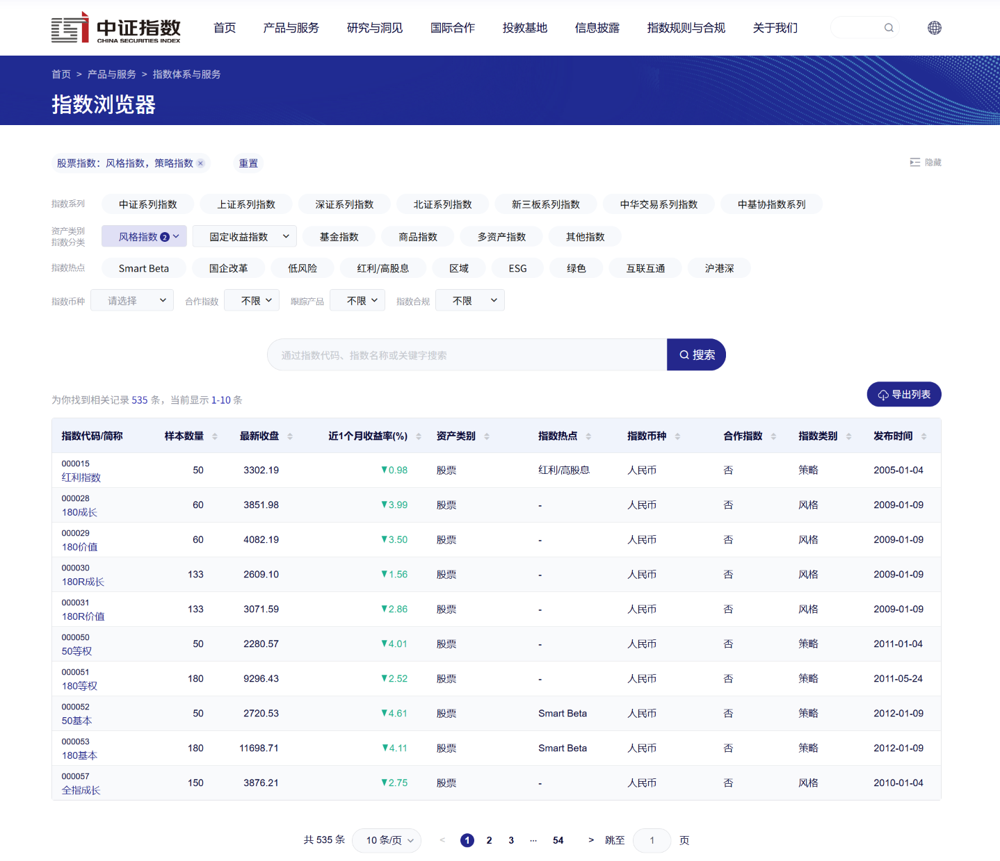 中证指数
CHINA SECURITIES INDEX
首页 产品与服务 研究与洞见 国际合作 投教基地 信息披露 指数规则与合规 关于我们
首页 > 产品与服务 > 指数体系与服务
指数浏览器
股票指数：风格指数，策略指数 重置 隐藏
指数系列 中证系列指数 上证系列指数 深证系列指数 北证系列指数 新三板系列指数 中华交易系列指数 中基协指数系列
资产类别
指数分类 风格指数 2 固定收益指数 基金指数 商品指数 多资产指数 其他指数
指数热点 Smart Beta 国企改革 低风险 红利/高股息 区域 ESG 绿色 互联互通 沪港深
指数币种 请选择 合作指数 不限 跟踪产品 不限 指数合规 不限
通过指数代码、指数名称或关键字搜索 搜索
为你找到相关记录 535 条，当前显示 1-10 条 导出列表
指数代码/简称 样本数量 最新收盘 近1个月收益率(%) 资产类别 指数热点 指数币种 合作指数 指数类别 发布时间
000015
红利指数 50 3302.19 ▼0.98 股票 红利/高股息 人民币 否 策略 2005-01-04
000028
180成长 60 3851.98 ▼3.99 股票 - 人民币 否 风格 2009-01-09
000029
180价值 60 4082.19 ▼3.50 股票 - 人民币 否 风格 2009-01-09
000030
180R成长 133 2609.10 ▼1.56 股票 - 人民币 否 风格 2009-01-09
000031
180R价值 133 3071.59 ▼2.86 股票 - 人民币 否 风格 2009-01-09
000050
50等权 50 2280.57 ▼4.01 股票 - 人民币 否 策略 2011-01-04
000051
180等权 180 9296.43 ▼2.52 股票 - 人民币 否 策略 2011-05-24
000052
50基本 50 2720.53 ▼4.61 股票 Smart Beta 人民币 否 策略 2012-01-09
000053
180基本 180 11698.71 ▼4.11 股票 Smart Beta 人民币 否 策略 2012-01-09
000057
全指成长 150 3876.21 ▼2.75 股票 - 人民币 否 风格 2010-01-04
共 535 条 10 条/页 < 1 2 3 ··· 54 > 跳至 1 页